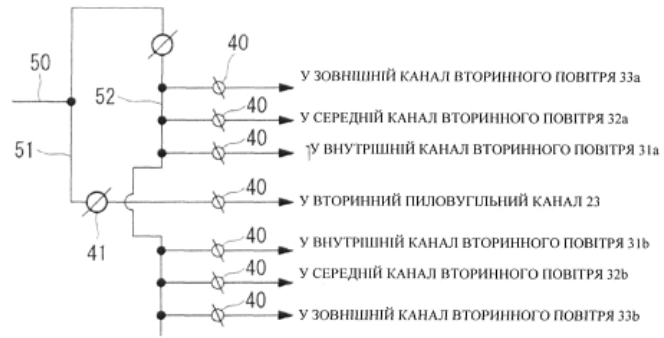 40
50
52
У ЗОВНІШНІЙ КАНАЛ ВТОРИННОГО ПОВІТРЯ 33a
40
У СЕРЕДНІЙ КАНАЛ ВТОРИННОГО ПОВІТРЯ 32a
40
51
У ВНУТРІШНІЙ КАНАЛ ВТОРИННОГО ПОВІТРЯ 31a
40
У ВТОРИННИЙ ПИЛОВУГІЛЬНИЙ КАНАЛ 23
41
40
У ВНУТРІШНІЙ КАНАЛ ВТОРИННОГО ПОВІТРЯ 31b
40
У СЕРЕДНІЙ КАНАЛ ВТОРИННОГО ПОВІТРЯ 32b
40
У ЗОВНІШНІЙ КАНАЛ ВТОРИННОГО ПОВІТРЯ 33b